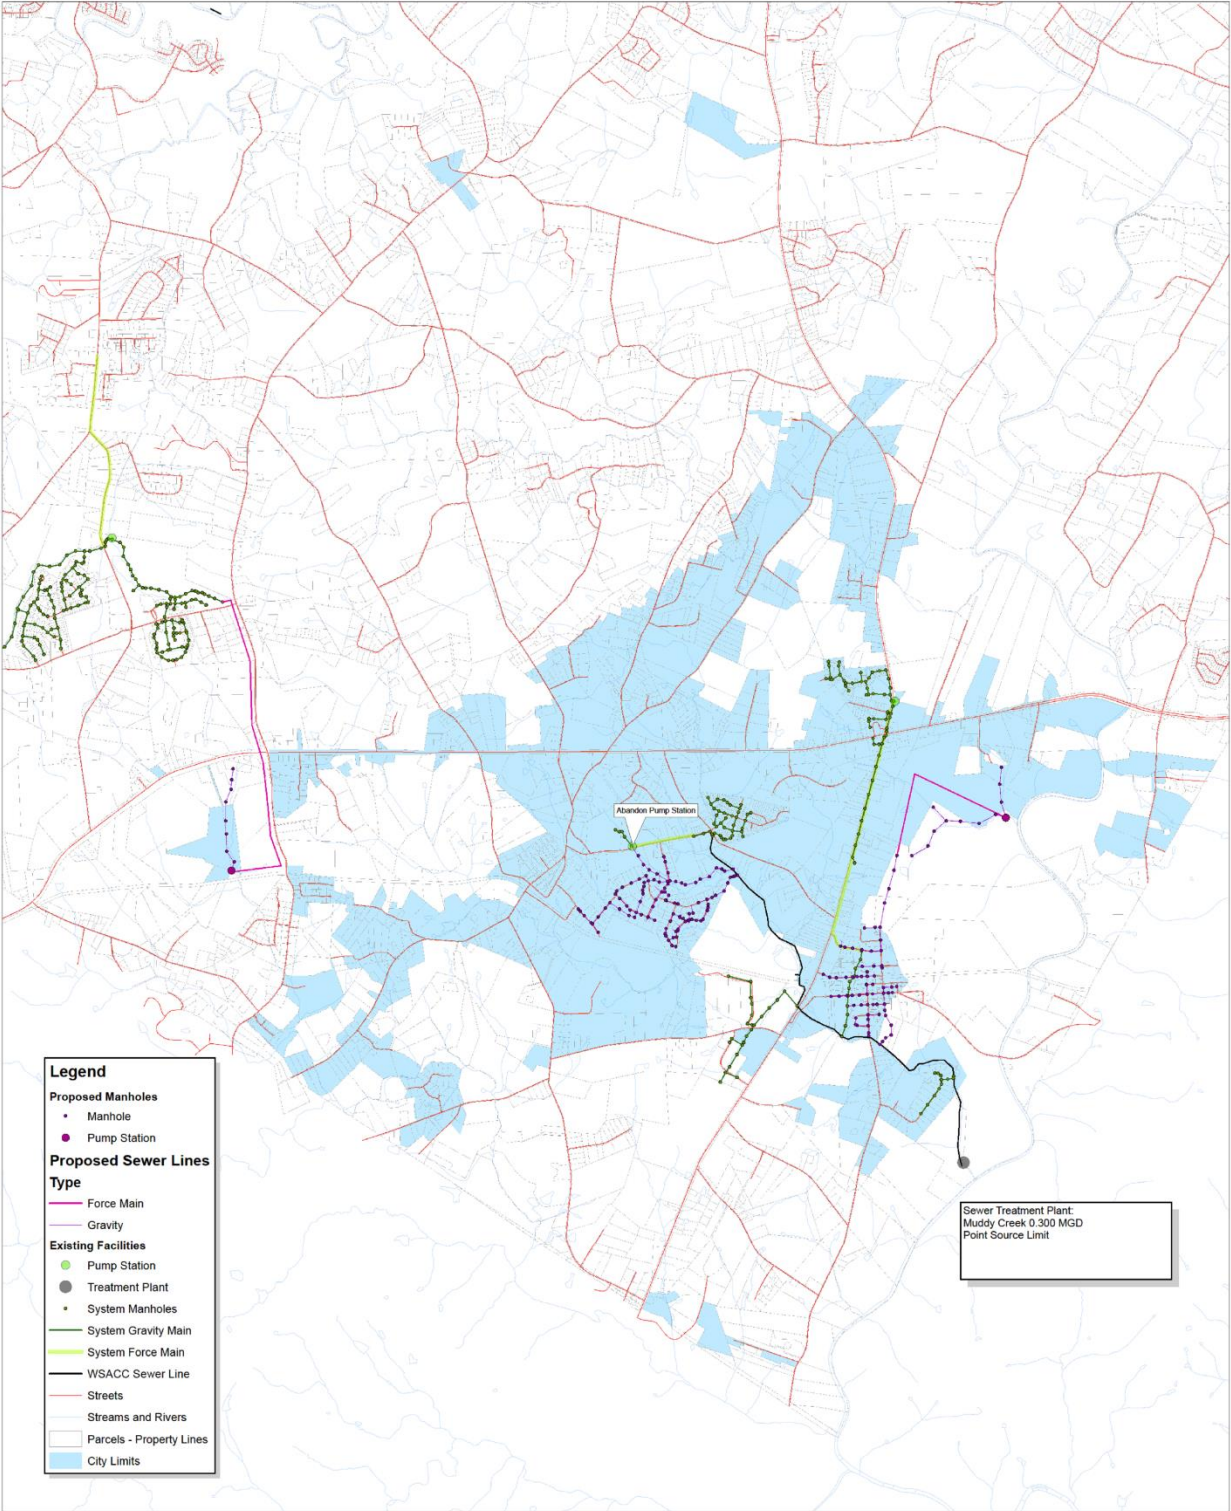 Abandon Pump Station
Legend
Proposed Manholes
Manhole
Pump Station
Proposed Sewer Lines
Type
Force Main
Gravity
Existing Facilities
Pump Station
Treatment Plant
System Manholes
System Gravity Main
System Force Main
WSACC Sewer Line
Streets
Streams and Rivers
Parcels - Property Lines
City Limits
Sewer Treatment Plant:
Muddy Creek 0.300 MGD
Point Source Limit